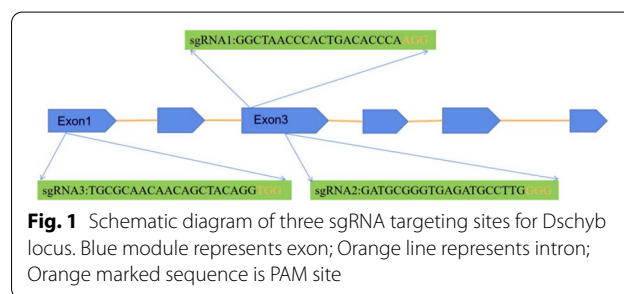 sgRNA1:GGCTAACCCACTGACACCCAAGG
Exon1
Exon3
sgRNA3:TGCGCAACAACAGCTACAGGTGG
sgRNA2:GATGCGGGTGAGATGCCTTGGGG
Fig. 1 Schematic diagram of three sgRNA targeting sites for Dschyb
locus. Blue module represents exon; Orange line represents intron;
Orange marked sequence is PAM site